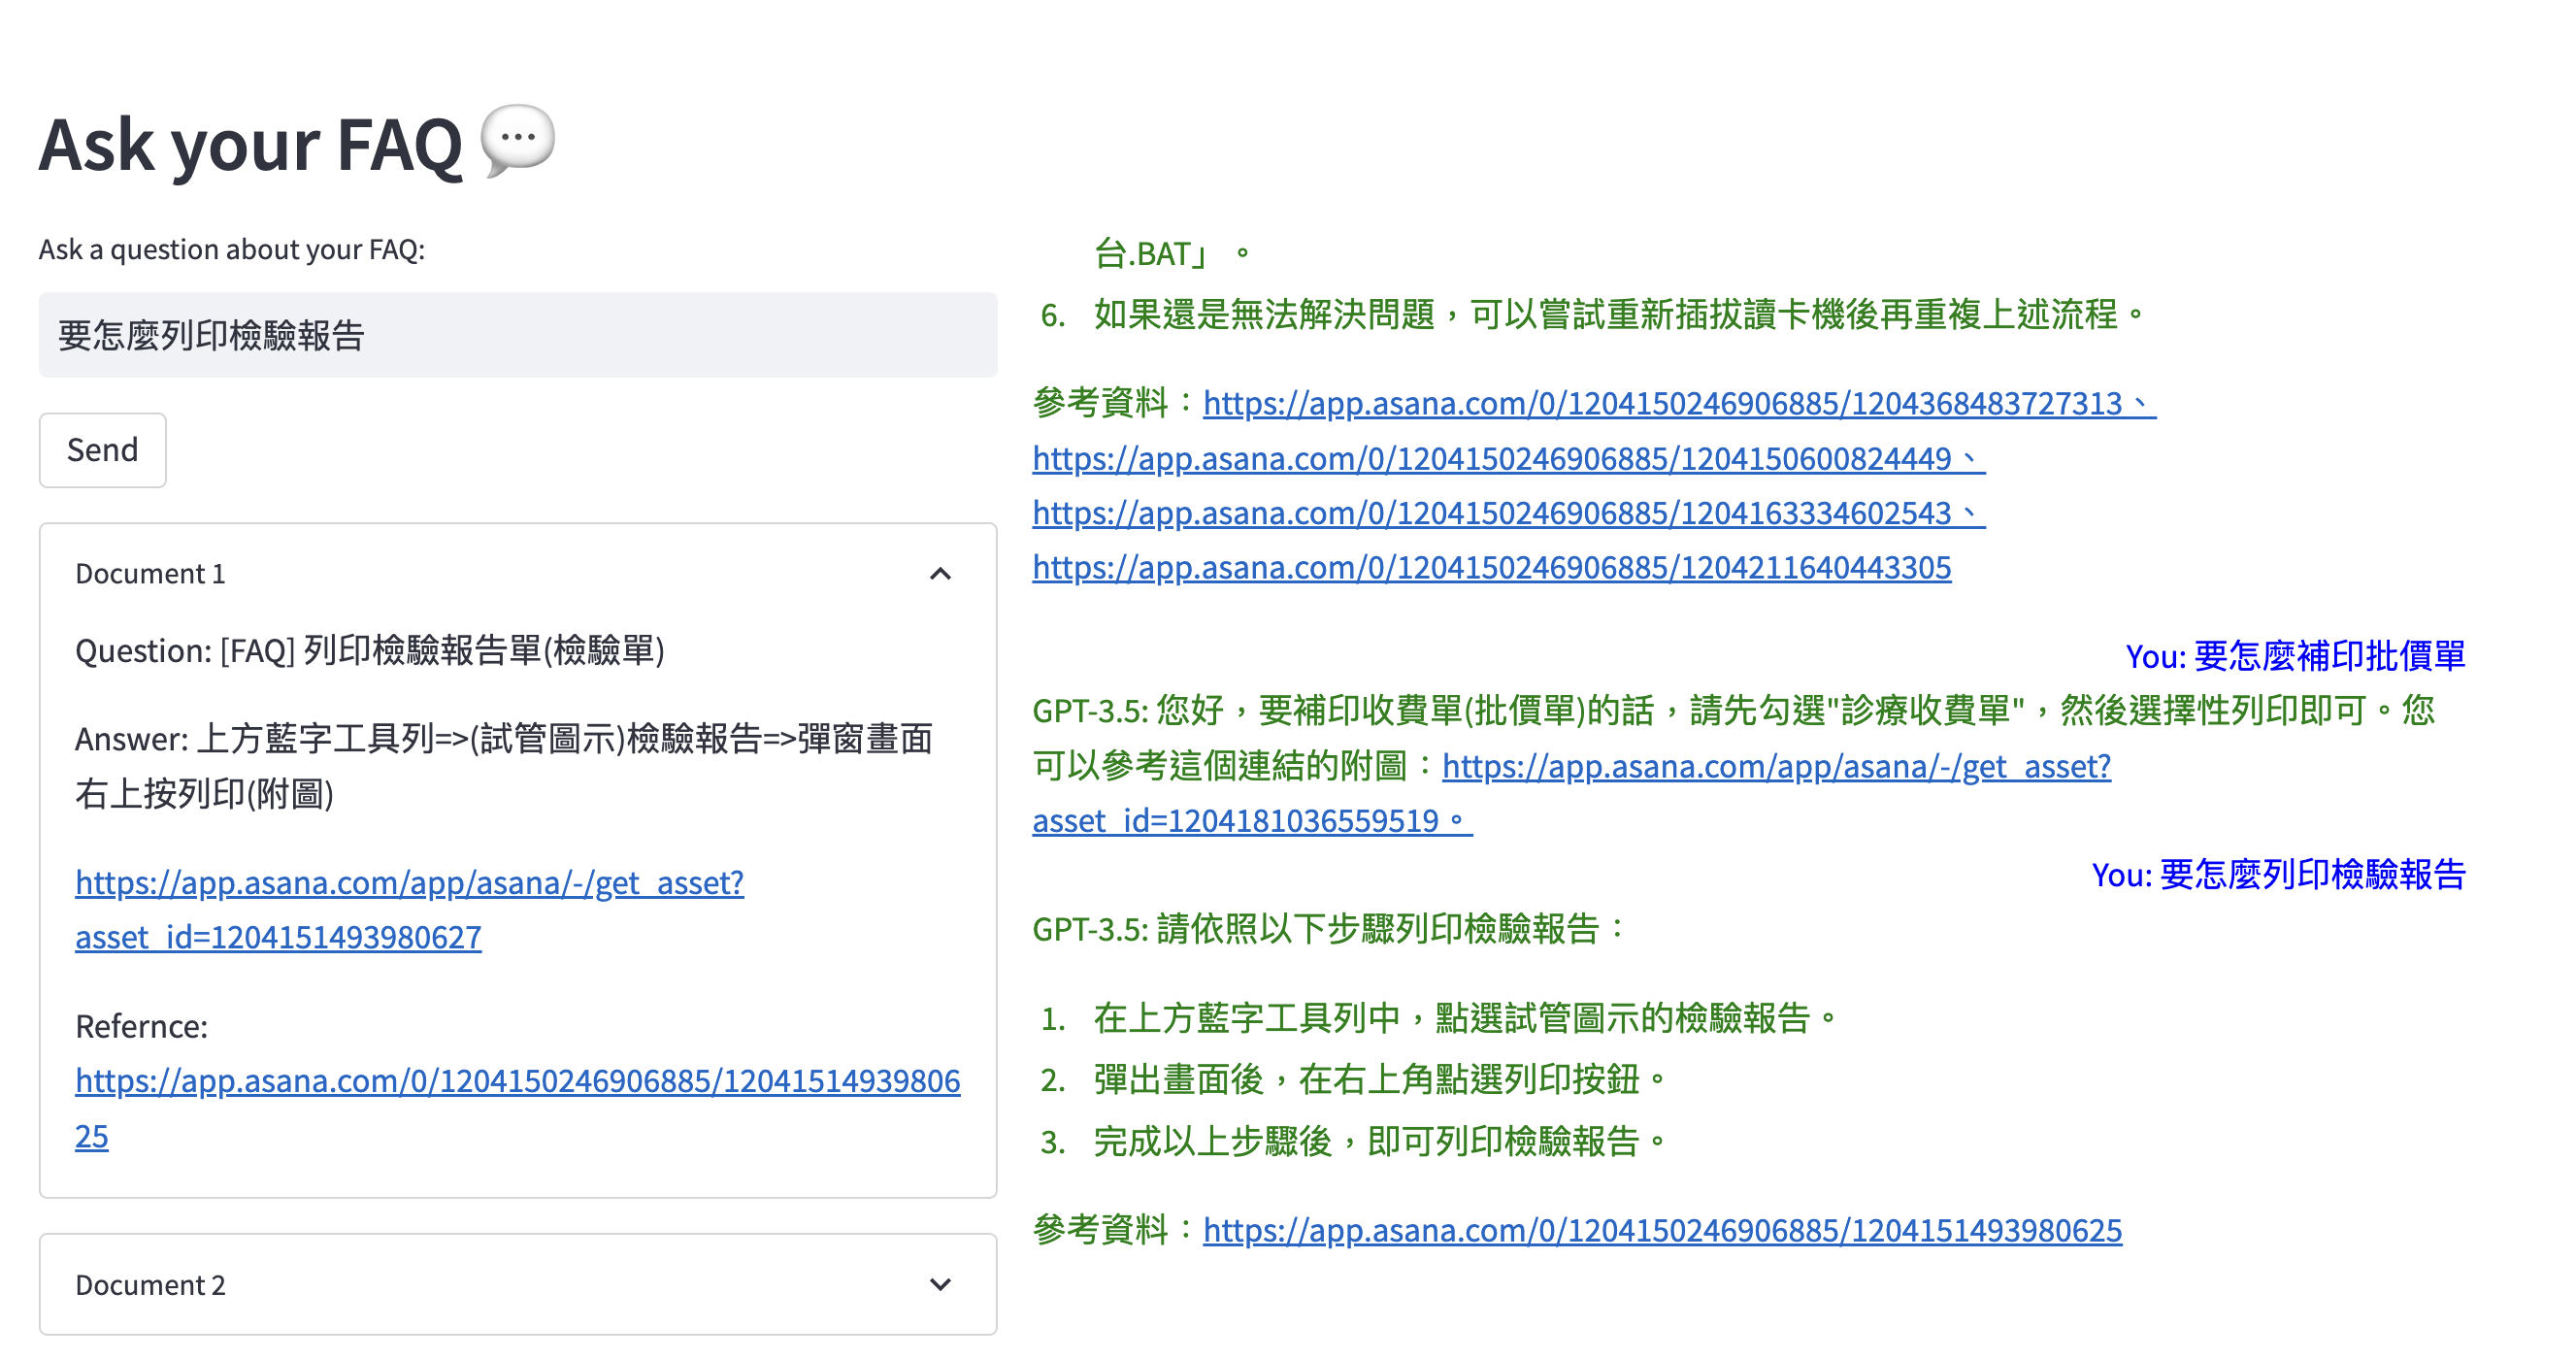 Ask your FAQ 💬
Ask a question about your FAQ:
要怎麼列印檢驗報告
Send
Document 1
Question: [FAQ] 列印檢驗報告單(檢驗單)
Answer: 上方藍字工具列=>(試管圖示)檢驗報告=>彈窗畫面
右上按列印(附圖)
https://app.asana.com/app/asana/-/get_asset?
asset_id=1204151493980627
Refernce:
https://app.asana.com/0/1204150246906885/12041514939806
25
Document 2
台.BAT」。
6. 如果還是無法解決問題，可以嘗試重新插拔讀卡機後再重複上述流程。
參考資料：https://app.asana.com/0/1204150246906885/1204368483727313、
https://app.asana.com/0/1204150246906885/1204150600824449、
https://app.asana.com/0/1204150246906885/1204163334602543、
https://app.asana.com/0/1204150246906885/1204211640443305
You: 要怎麼補印批價單
GPT-3.5: 您好，要補印收費單(批價單)的話，請先勾選"診療收費單"，然後選擇性列印即可。您
可以參考這個連結的附圖：https://app.asana.com/app/asana/-/get_asset?
asset_id=1204181036559519。
You: 要怎麼列印檢驗報告
GPT-3.5: 請依照以下步驟列印檢驗報告：
1. 在上方藍字工具列中，點選試管圖示的檢驗報告。
2. 彈出畫面後，在右上角點選列印按鈕。
3. 完成以上步驟後，即可列印檢驗報告。
參考資料：https://app.asana.com/0/1204150246906885/1204151493980625